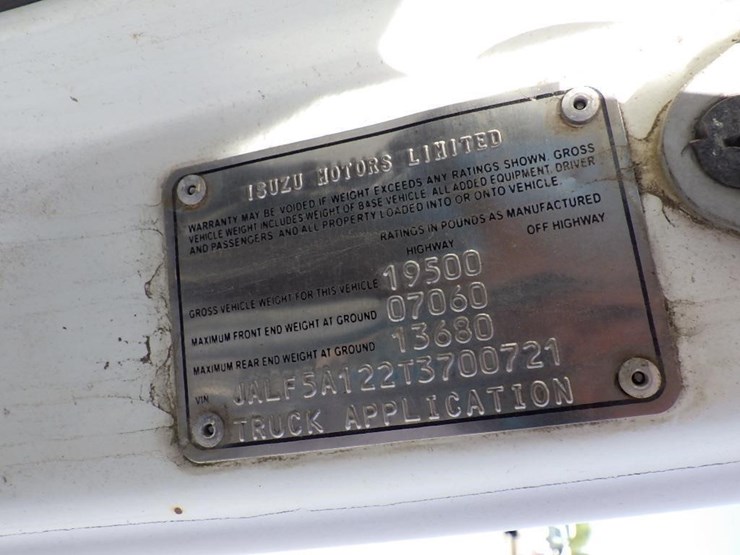 ISUZU MOTORS LIMITED
WARRANTY MAY BE VOIDED IF WEIGHT EXCEEDS ANY RATINGS SHOWN. GROSS
VEHICLE WEIGHT INCLUDES WEIGHT OF BASE VEHICLE, ALL ADDED EQUIPMENT, DRIVER
AND PASSENGERS, AND ALL PROPERTY LOADED INTO OR ONTO VEHICLE.
RATINGS IN POUNDS AS MANUFACTURED
HIGHWAY OFF HIGHWAY
GROSS VEHICLE WEIGHT FOR THIS VEHICLE 19500
MAXIMUM FRONT END WEIGHT AT GROUND 07060
MAXIMUM REAR END WEIGHT AT GROUND 13680
VIN JALF5A122T3700721
TRUCK APPLICATION